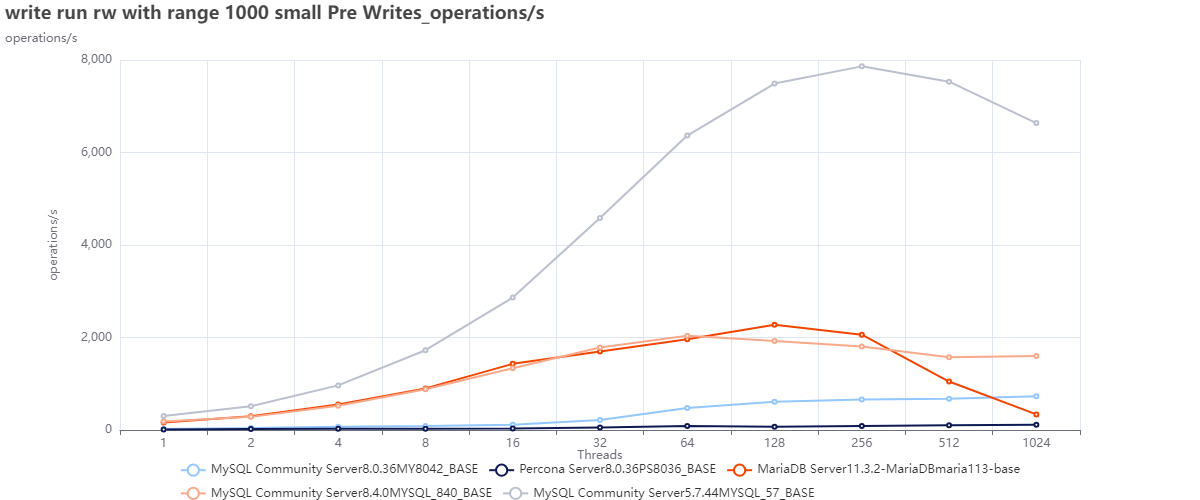 write run rw with range 1000 small Pre Writes_operations/s
operations/s
8,000
6,000
4,000
2,000
0
operations/s
1 2 4 8 16 32 64 128 256 512 1024
Threads
MySQL Community Server8.0.36MY8042_BASE Percona Server8.0.36PS8036_BASE MariaDB Server11.3.2-MariaDBmaria113-base
MySQL Community Server8.4.0MYSQL_840_BASE MySQL Community Server5.7.44MYSQL_57_BASE